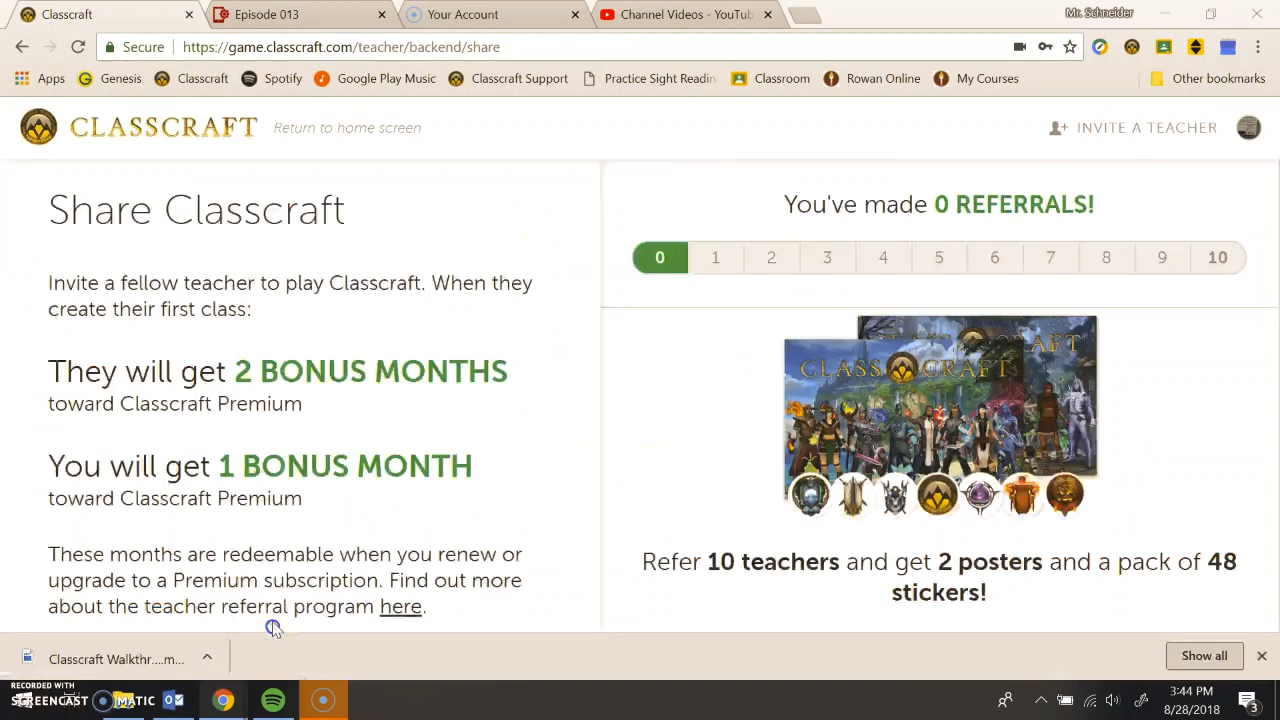 Classcraft
Episode 013
Your Account
Channel Videos - YouTub
Mr. Schneider
Secure
https://game.classcraft.com/teacher/backend/share
Apps
Genesis
Classcraft
Spotify
Google Play Music
Classcraft Support
Practice Sight Readin
Classroom
Rowan Online
My Courses
Other bookmarks
CLASSCRAFT
Return to home screen
INVITE A TEACHER
Share Classcraft
Invite a fellow teacher to play Classcraft. When they
create their first class:
They will get 2 BONUS MONTHS
toward Classcraft Premium
You will get 1 BONUS MONTH
toward Classcraft Premium
These months are redeemable when you renew or
upgrade to a Premium subscription. Find out more
about the teacher referral program here.
You've made 0 REFERRALS!
0 1 2 3 4 5 6 7 8 9 10
CLASS CRAFT
Refer 10 teachers and get 2 posters and a pack of 48
stickers!
Classcraft Walkthr....m...
Show all
RECORDED WITH
SCREENCAST MATIC
3:44 PM
8/28/2018
3